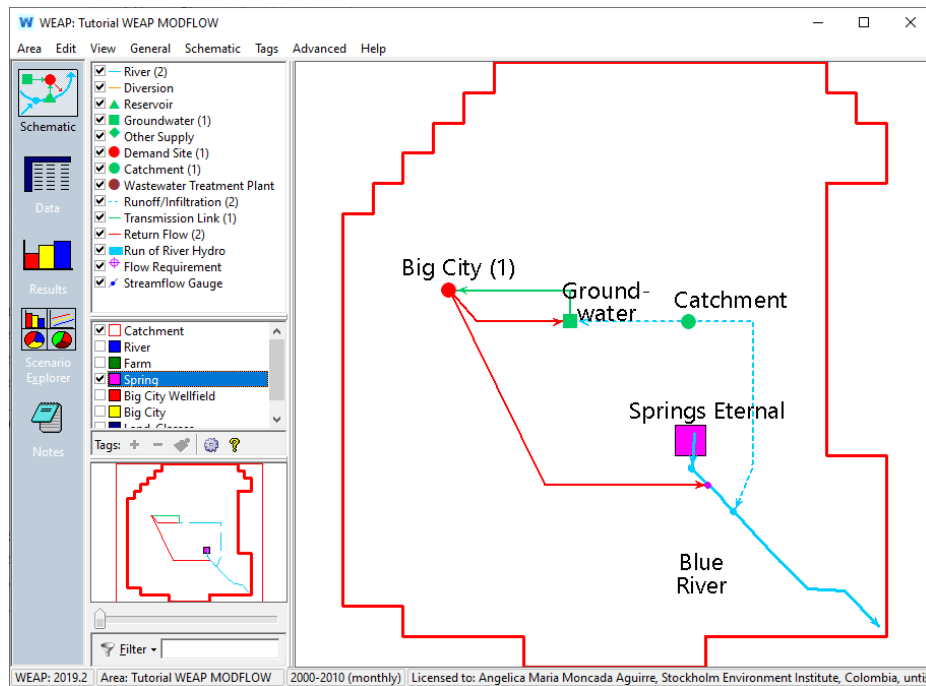 WEAP: Tutorial WEAP MODFLOW
Area Edit View General Schematic Tags Advanced Help
Schematic
Data
Results
Scenario
Explorer
Notes
River (2)
Diversion
Reservoir
Groundwater (1)
Other Supply
Demand Site (1)
Catchment (1)
Wastewater Treatment Plant
Runoff/Infiltration (2)
Transmission Link (1)
Return Flow (2)
Run of River Hydro
Flow Requirement
Streamflow Gauge
Catchment
River
Farm
Spring
Big City Wellfield
Big City
Tags:
Filter
Big City (1)
Ground-
water
Catchment
Springs Eternal
Blue
River
WEAP: 2019.2 Area: Tutorial WEAP MODFLOW 2000-2010 (monthly) Licensed to: Angelica Maria Moncada Aguirre, Stockholm Environment Institute, Colombia, until